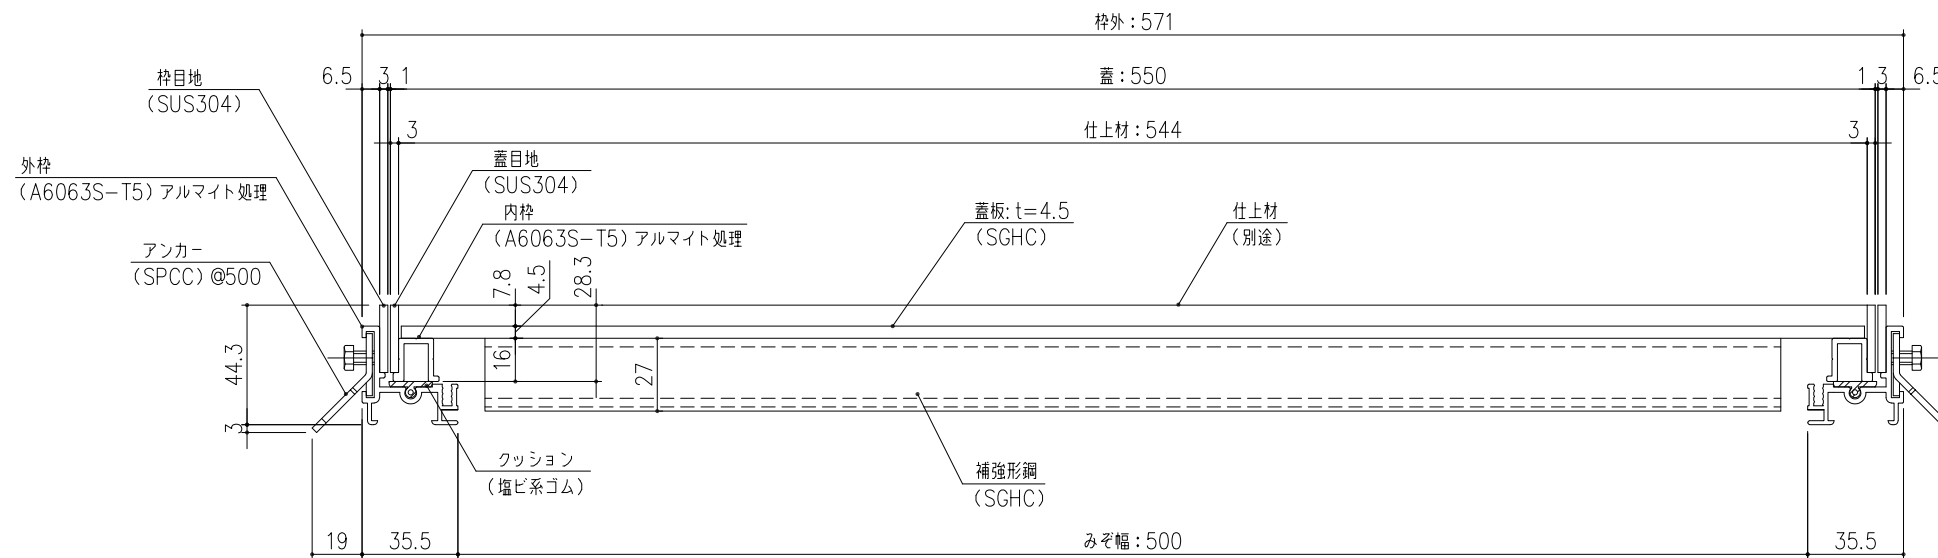 枠外：571
6.5 3 1
蓋：550
1 3 6.5
枠目地
（SUS304）
3
仕上材：544
3
外枠
（A6063S-T5）アルマイト処理
蓋目地
（SUS304）
内枠
（A6063S-T5）アルマイト処理
蓋板：t=4.5
（SGHC）
仕上材
（別途）
アンカー
（SPCC）@500
7.8
4.5
28.3
44.3
16
27
3
クッション
（塩ビ系ゴム）
補強形鋼
（SGHC）
19
35.5
みぞ幅：500
35.5